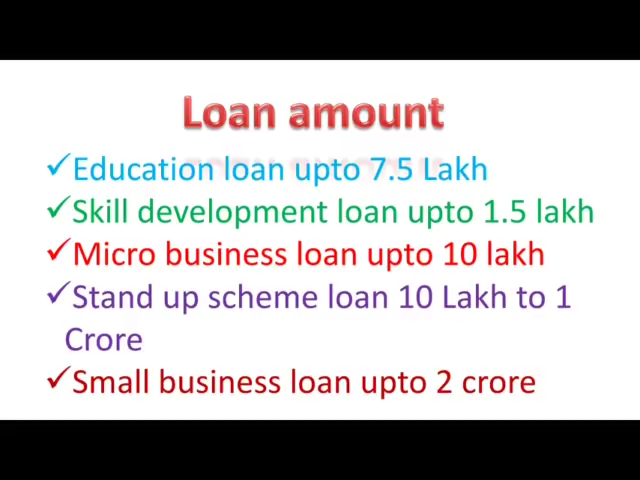 Loan amount
✓Education loan upto 7.5 Lakh
✓Skill development loan upto 1.5 lakh
✓Micro business loan upto 10 lakh
✓Stand up scheme loan 10 Lakh to 1
Crore
✓Small business loan upto 2 crore